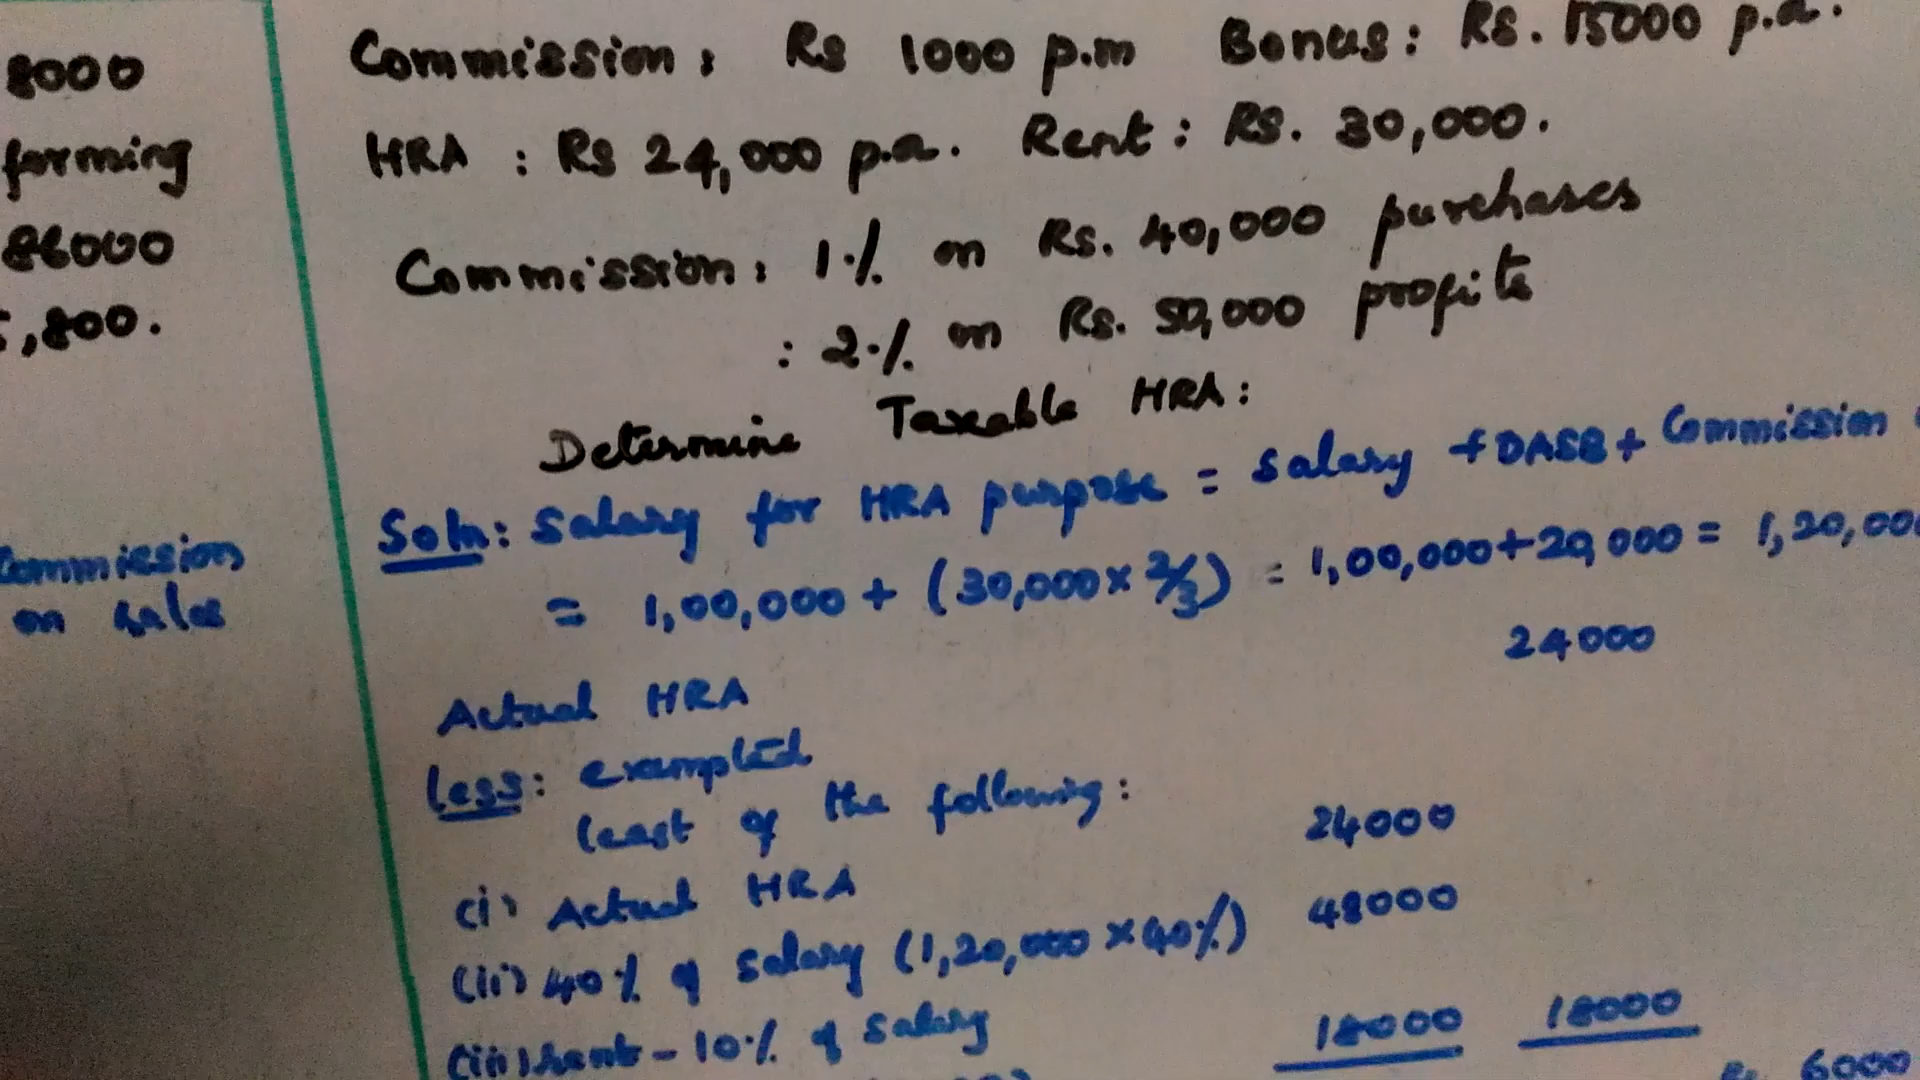 8000
forming
86000
,800.
Commission
on sales
Commission : Rs 1000 p.m Bonus : Rs. 15000 p.a.
HRA : Rs 24,000 p.a. Rent : Rs. 30,000.
Commission : 1.% on Rs. 40,000 purchases
: 2.% on Rs. 50,000 profits
Determine Taxable HRA :
Soln : Salary for HRA purpose = Salary + DASB + Commission
= 1,00,000 + (30,000 x 2/3) = 1,00,000 + 20,000 = 1,20,000
24000
Actual HRA
Less : exempted
least of the following :
(i) Actual HRA 24000
(ii) 40% of Salary (1,20,000 x 40%) 48000
(iii) Rent - 10% of Salary 18000 18000
Rs. 6000